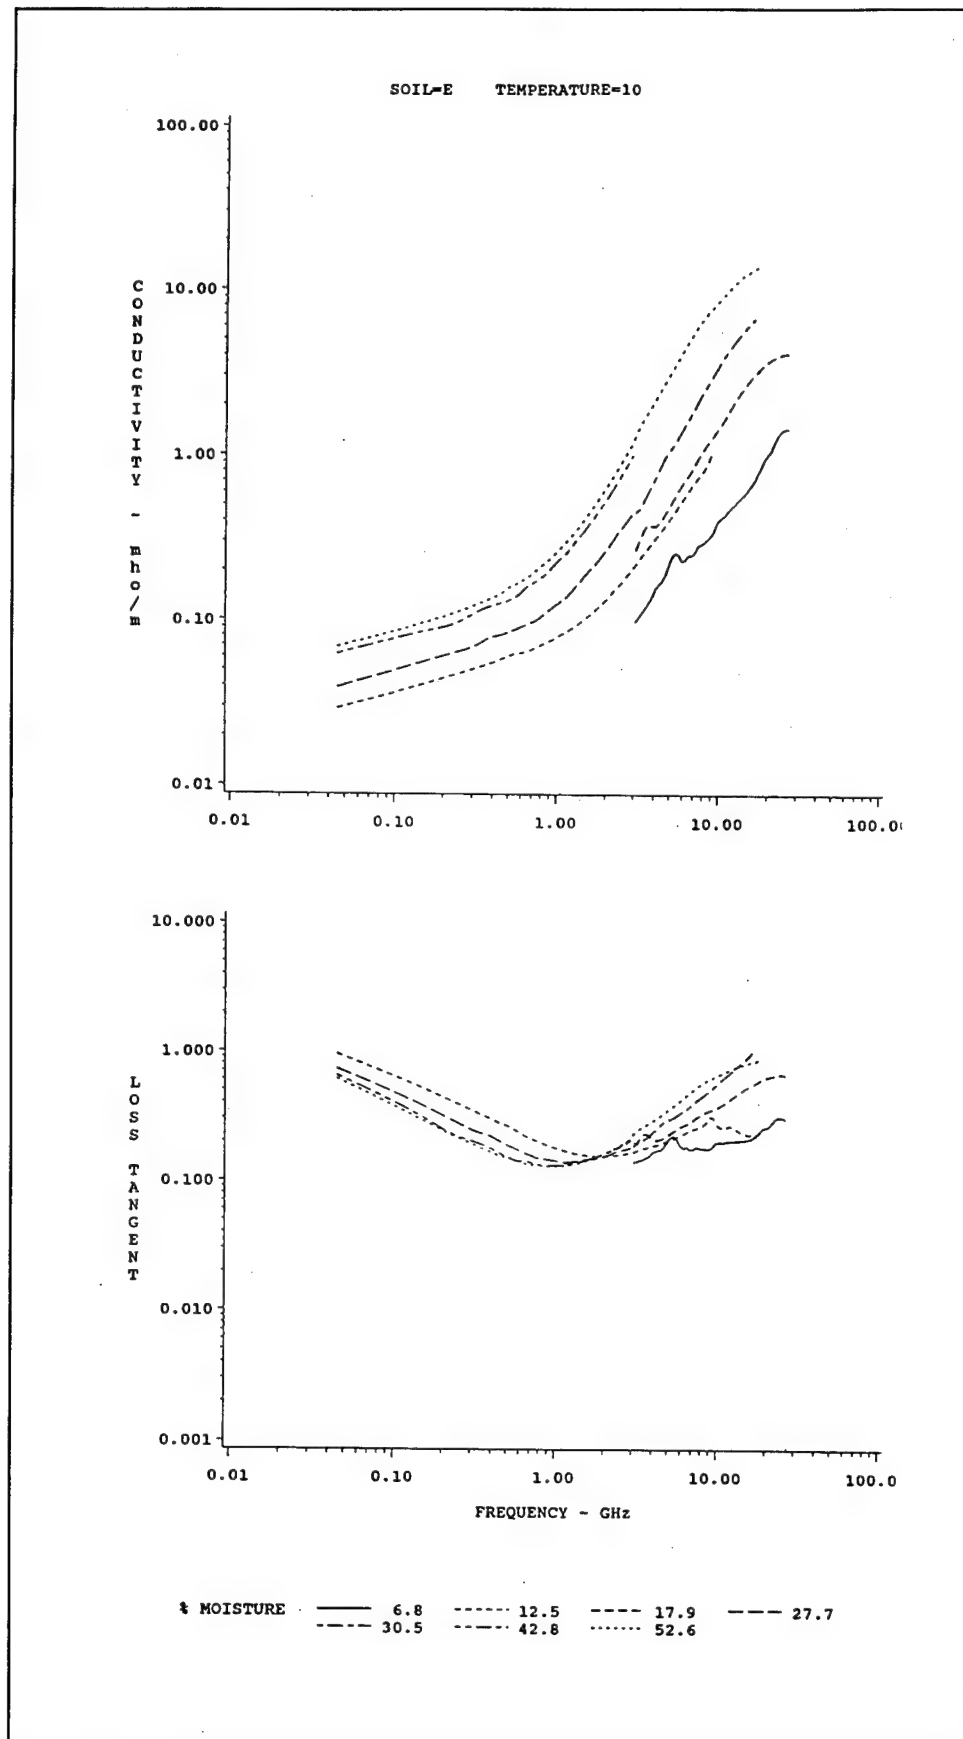 SOIL=E TEMPERATURE=10
100.00
10.00
1.00
0.10
0.01
CONDUCTIVITY - mho/m
0.01 0.10 1.00 10.00 100.0
10.000
1.000
0.100
0.010
0.001
LOSS TANGENT
0.01 0.10 1.00 10.00 100.0
FREQUENCY - GHz
% MOISTURE 6.8 12.5 17.9 27.7
30.5 42.8 52.6